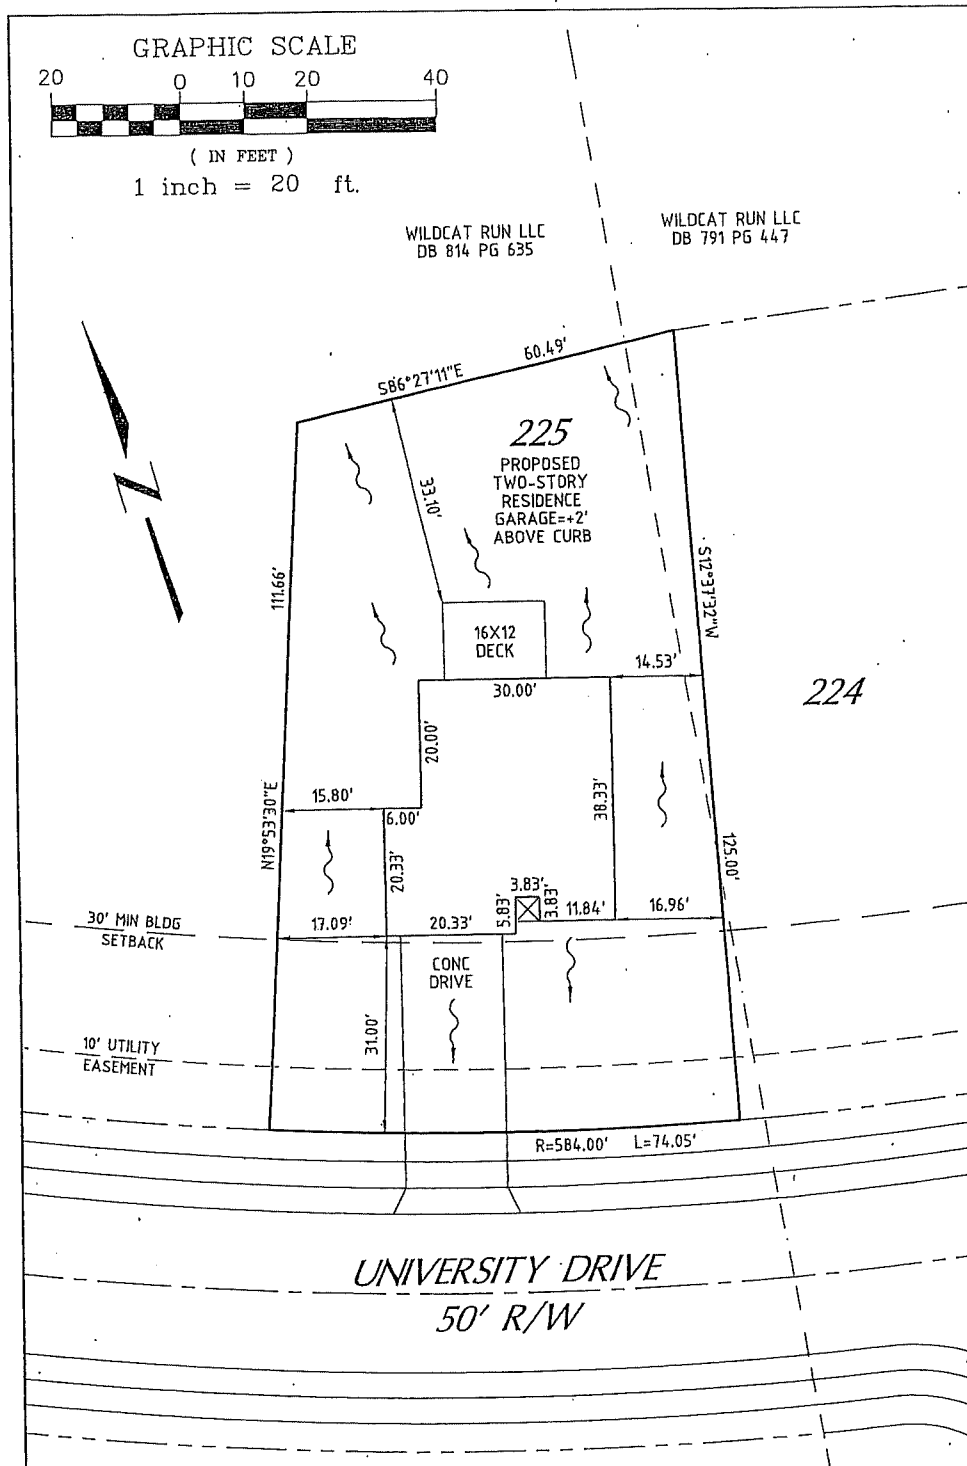 GRAPHIC SCALE
20 0 10 20 40
( IN FEET )
1 inch = 20 ft.
WILDCAT RUN LLC
DB 814 PG 635
WILDCAT RUN LLC
DB 791 PG 447
60.49'
S86°27'11"E
225
PROPOSED
TWO-STORY
RESIDENCE
GARAGE=+2'
ABOVE CURB
33.10'
N
111.66'
S12°37'32"W
16X12
DECK
14.53'
30.00'
224
20.00'
15.80'
6.00'
38.33'
N19°53'30"E
20.33'
125.00'
3.83'
3.83'
5.83'
11.84'
16.96'
30' MIN BLDG
SETBACK
17.09'
20.33'
CONC
DRIVE
31.00'
10' UTILITY
EASEMENT
R=584.00' L=74.05'
UNIVERSITY DRIVE
50' R/W